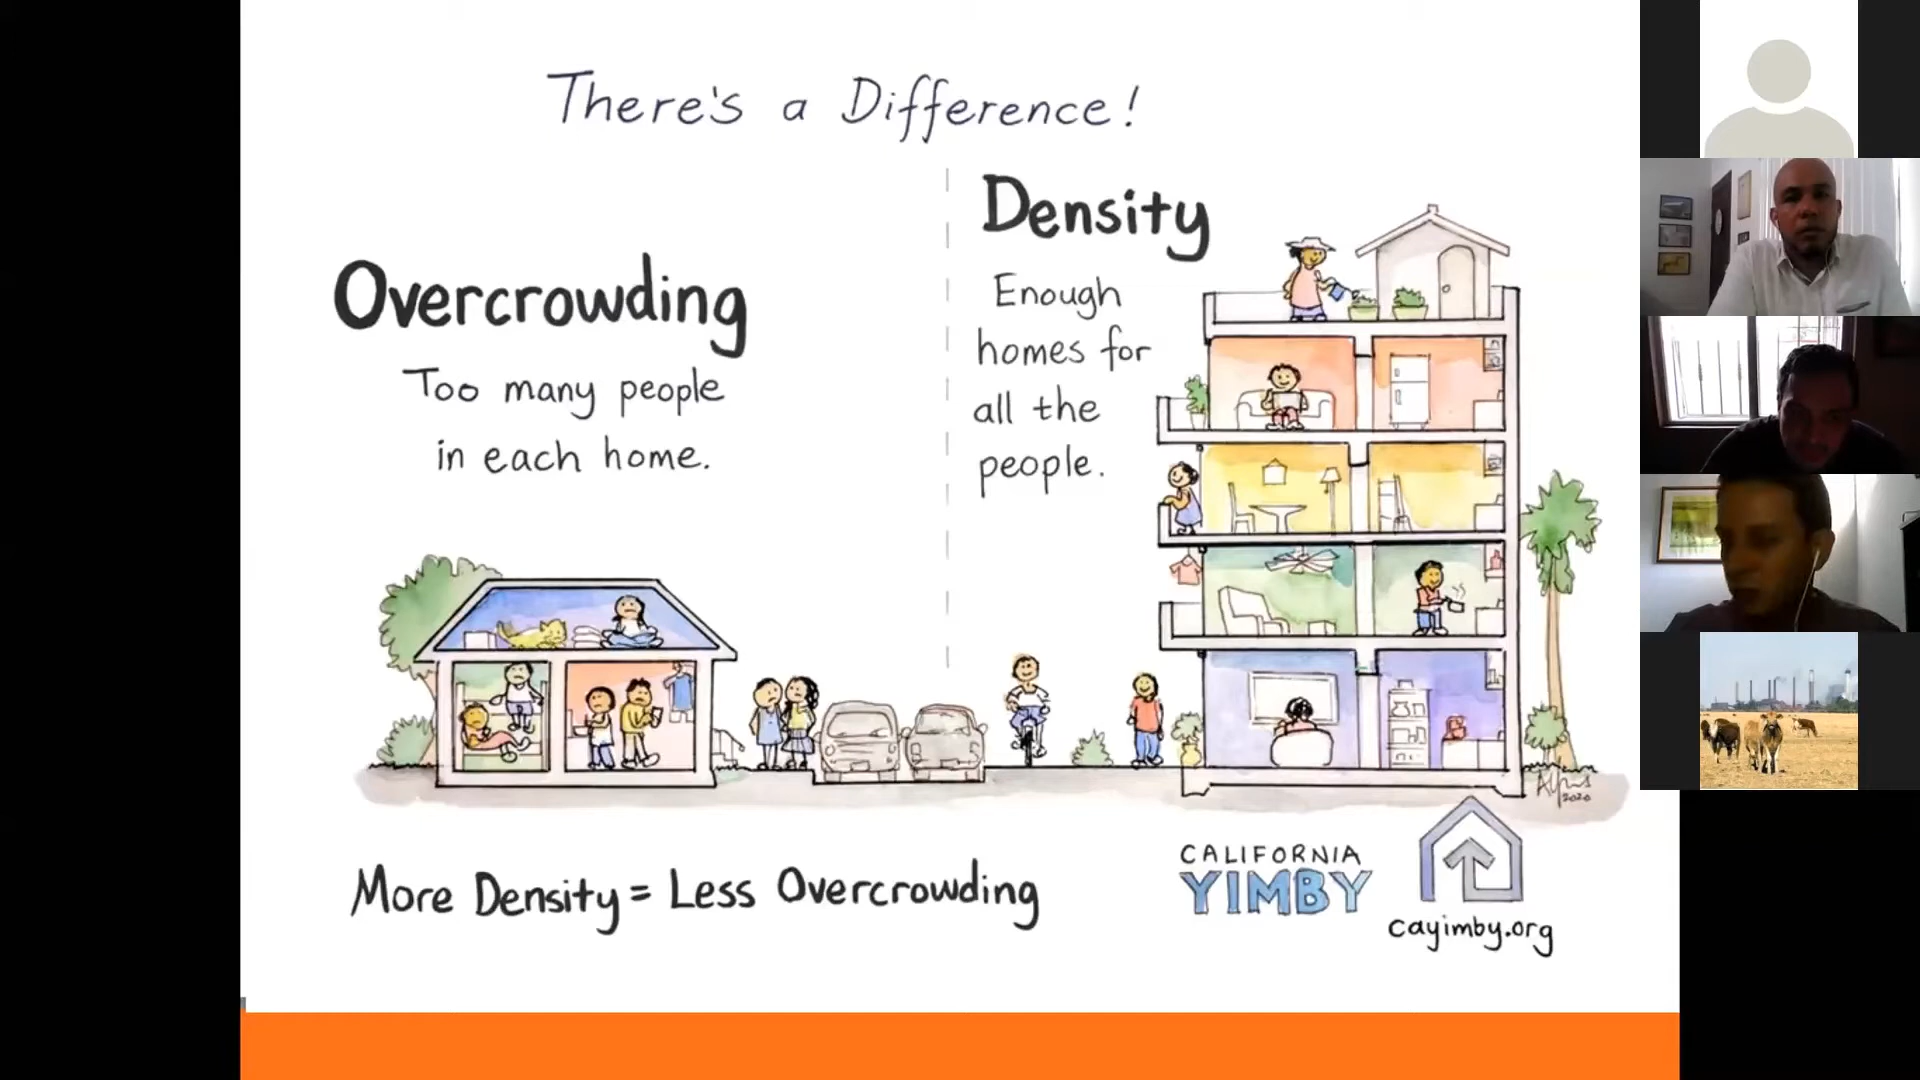 There's a Difference!
Overcrowding
Too many people
in each home.
Density
Enough
homes for
all the
people.
2020
More Density = Less Overcrowding
CALIFORNIA
YIMBY
cayimby.org